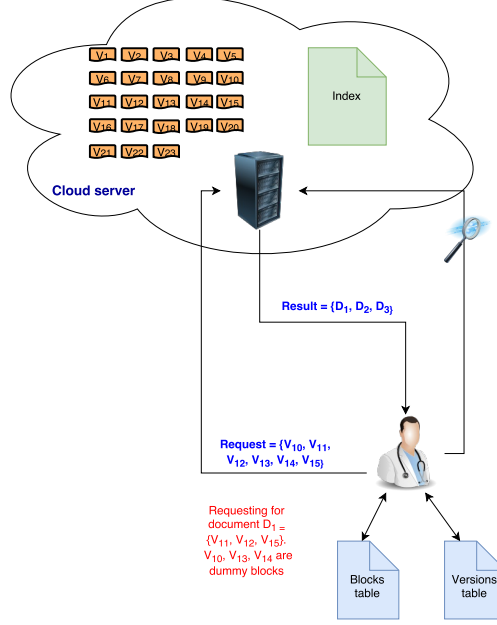 V1 V2 V3 V4 V5
V6 V7 V8 V9 V10
V11 V12 V13 V14 V15
V16 V17 V18 V19 V20
V21 V22 V23
Index
Cloud server
Result = {D1, D2, D3}
Request = {V10, V11,
V12, V13, V14, V15}
Requesting for
document D1 =
{V11, V12, V15}.
V10, V13, V14 are
dummy blocks
Blocks
table
Versions
table